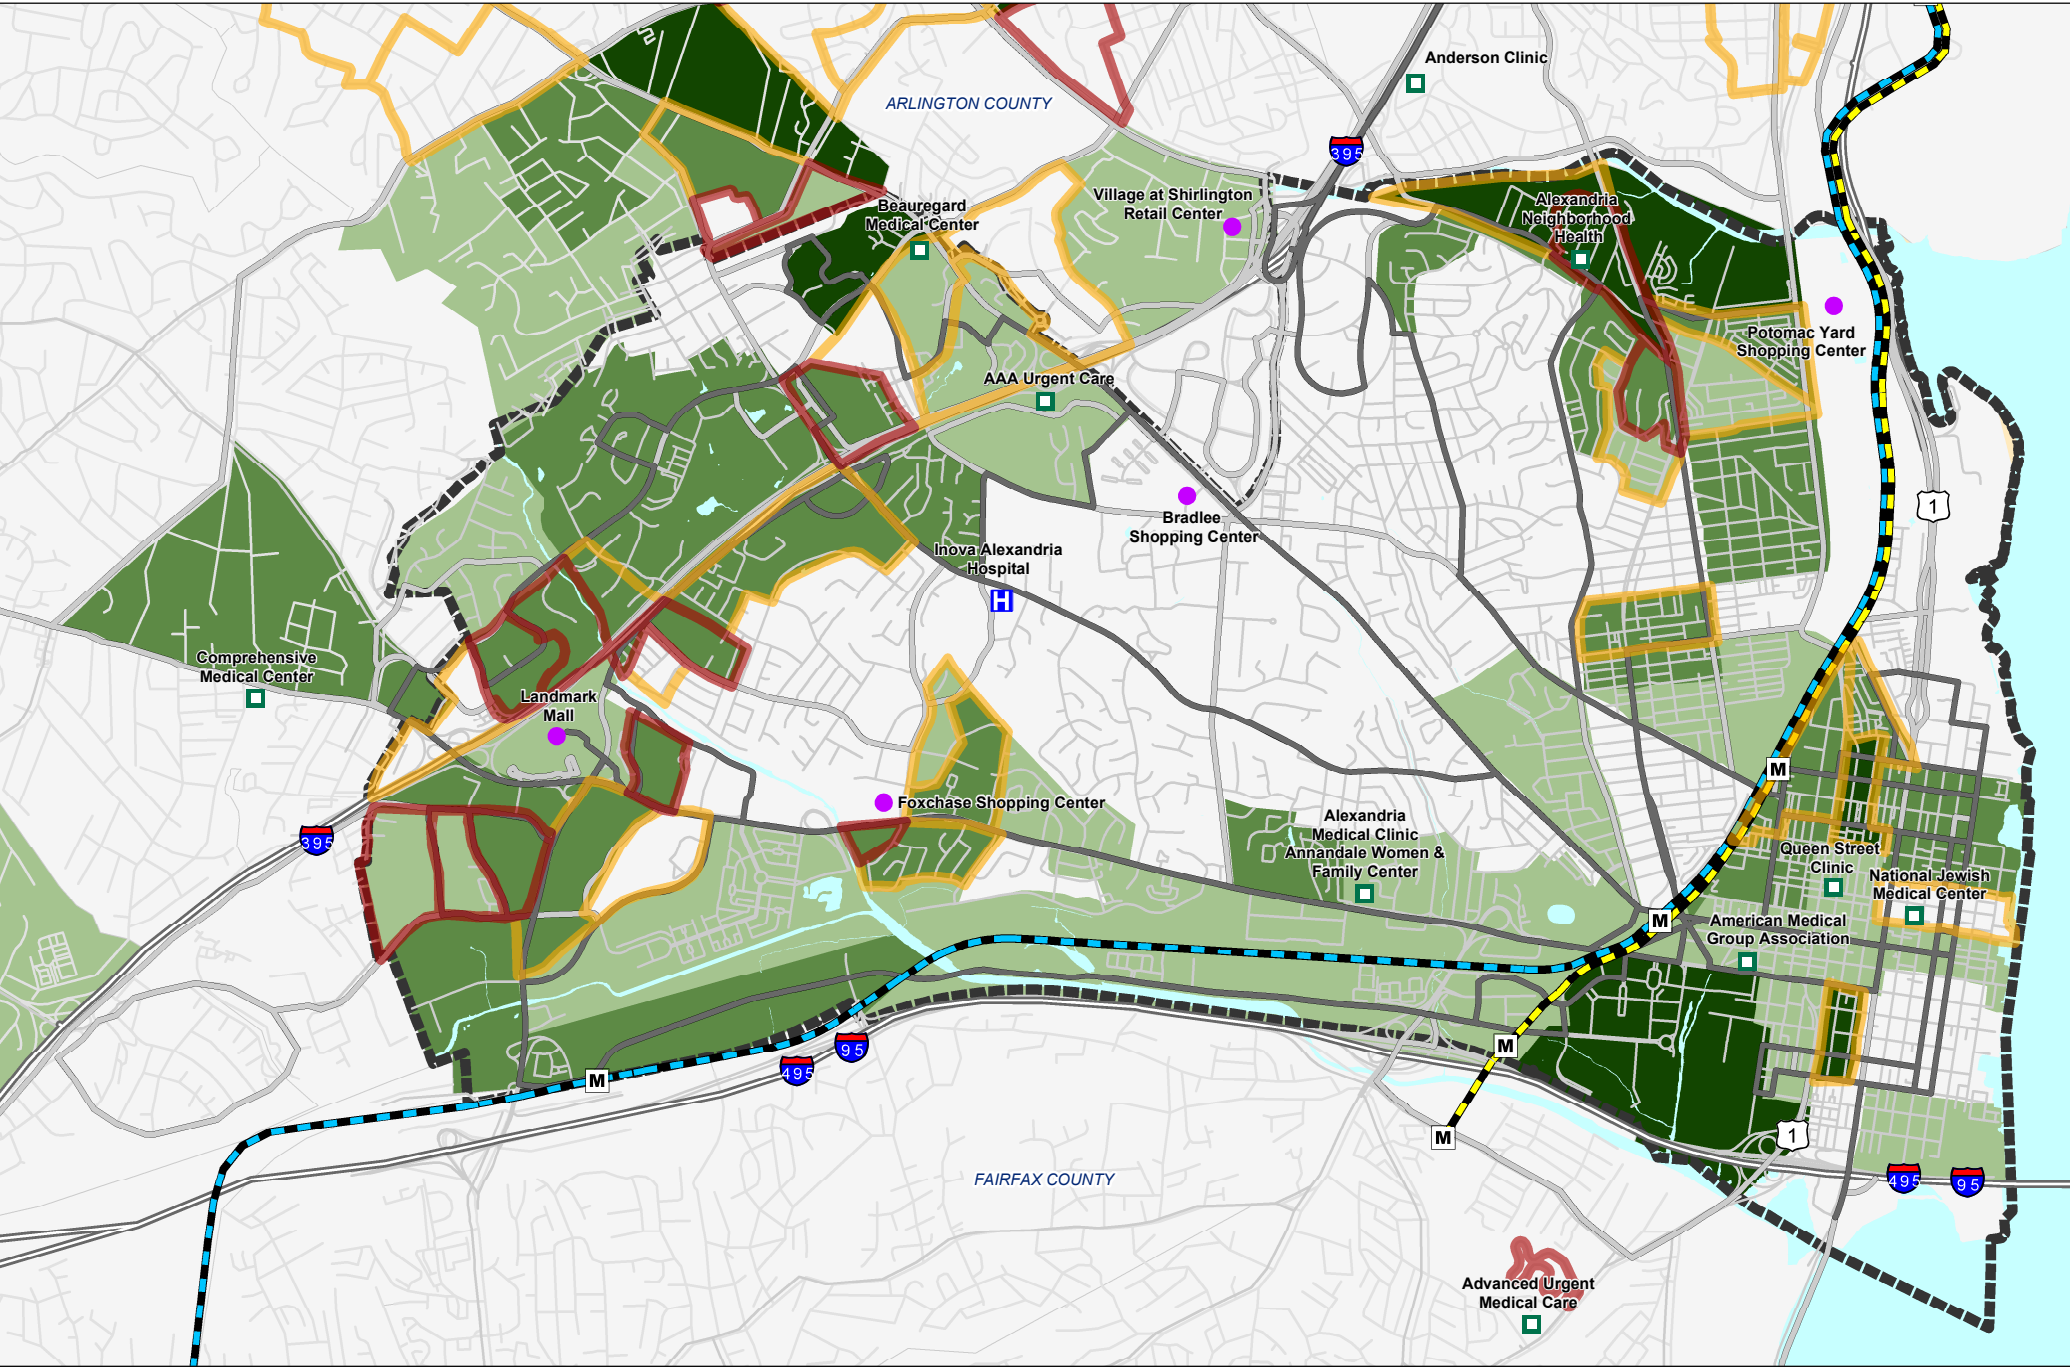 Anderson Clinic
ARLINGTON COUNTY
395
Village at Shirlington
Retail Center
Beauregard
Medical Center
Alexandria
Neighborhood
Health
Potomac Yard
Shopping Center
AAA Urgent Care
1
Bradlee
Shopping Center
Inova Alexandria
Hospital
H
Comprehensive
Medical Center
Landmark
Mall
M
Foxchase Shopping Center
395
Alexandria
Medical Clinic
Annandale Women &
Family Center
Queen Street
Clinic
National Jewish
Medical Center
M
American Medical
Group Association
M
95
495
M
M
1
FAIRFAX COUNTY
495
95
Advanced Urgent
Medical Care